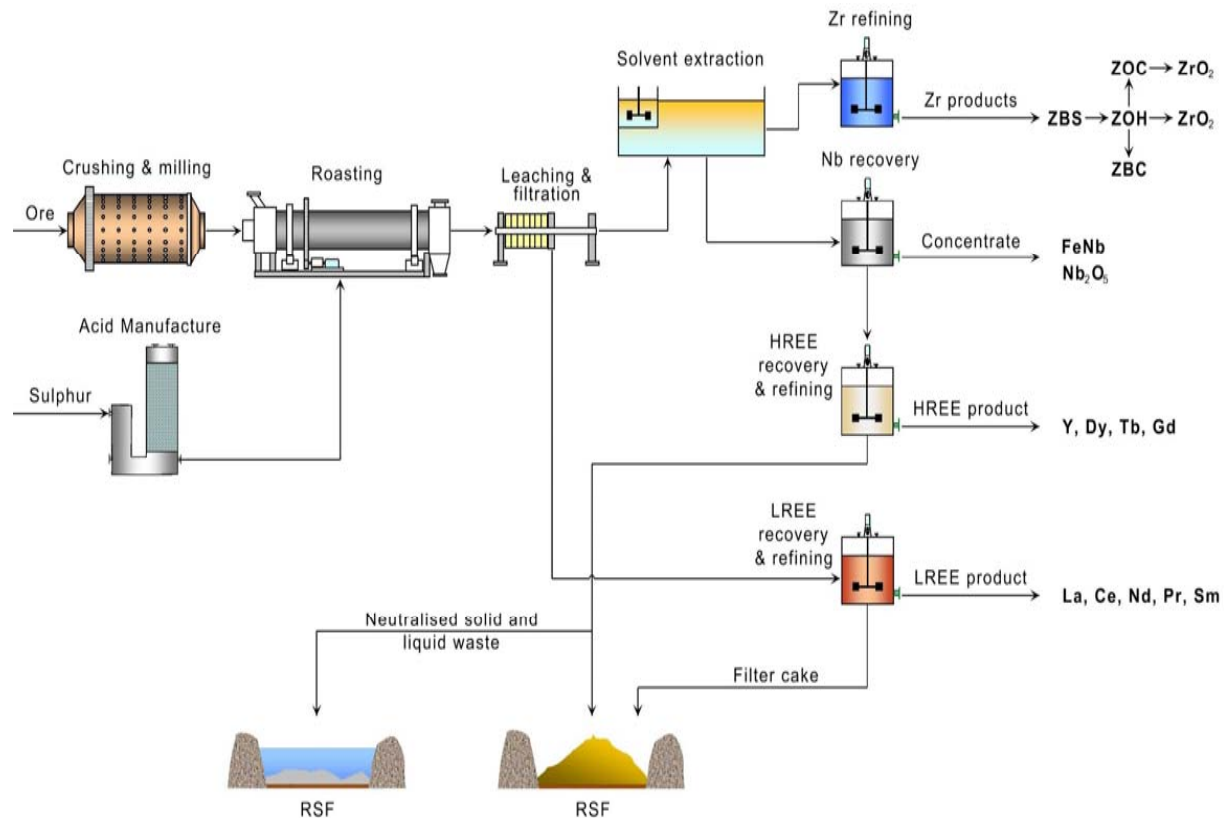 Zr refining
Solvent extraction
ZOC → ZrO₂
Zr products
ZBS → ZOH → ZrO₂
ZBC
Crushing & milling
Roasting
Leaching &
filtration
Nb recovery
Ore
Concentrate
FeNb
Nb₂O₅
Acid Manufacture
HREE
recovery
& refining
Sulphur
HREE product
Y, Dy, Tb, Gd
LREE
recovery
& refining
LREE product
La, Ce, Nd, Pr, Sm
Neutralised solid and
liquid waste
Filter cake
RSF
RSF